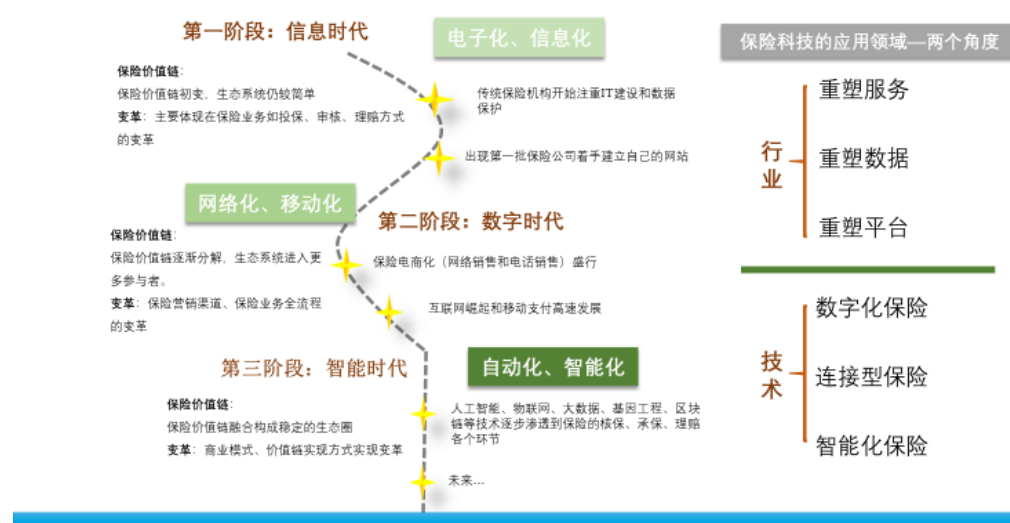 第一阶段：信息时代
电子化、信息化
保险价值链：
保险价值链初变、生态系统仍较简单
变革：主要体现在保险业务如投保、审核、理赔方式
的变革
传统保险机构开始注重IT建设和数据
保护
出现第一批保险公司着手建立自己的网站
网络化、移动化
第二阶段：数字时代
保险价值链：
保险价值链逐渐分解，生态系统进入更
多参与者。
变革：保险营销渠道、保险业务全流程
的变革
保险电商化（网络销售和电话销售）盛行
互联网崛起和移动支付高速发展
第三阶段：智能时代
自动化、智能化
保险价值链：
保险价值链融合构成稳定的生态圈
变革：商业模式、价值链实现方式实现变革
人工智能、物联网、大数据、基因工程、区块
链等技术逐步渗透到保险的核保、承保、理赔
各个环节
未来...
保险科技的应用领域—两个角度
行业
重塑服务
重塑数据
重塑平台
技术
数字化保险
连接型保险
智能化保险